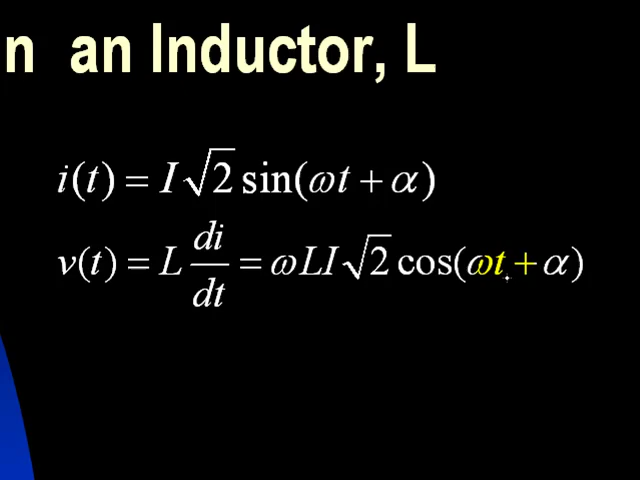 n an Inductor, L
i(t) = I√2 sin(ωt + α)
v(t) = L di/dt = ωLI√2 cos(ωt + α)